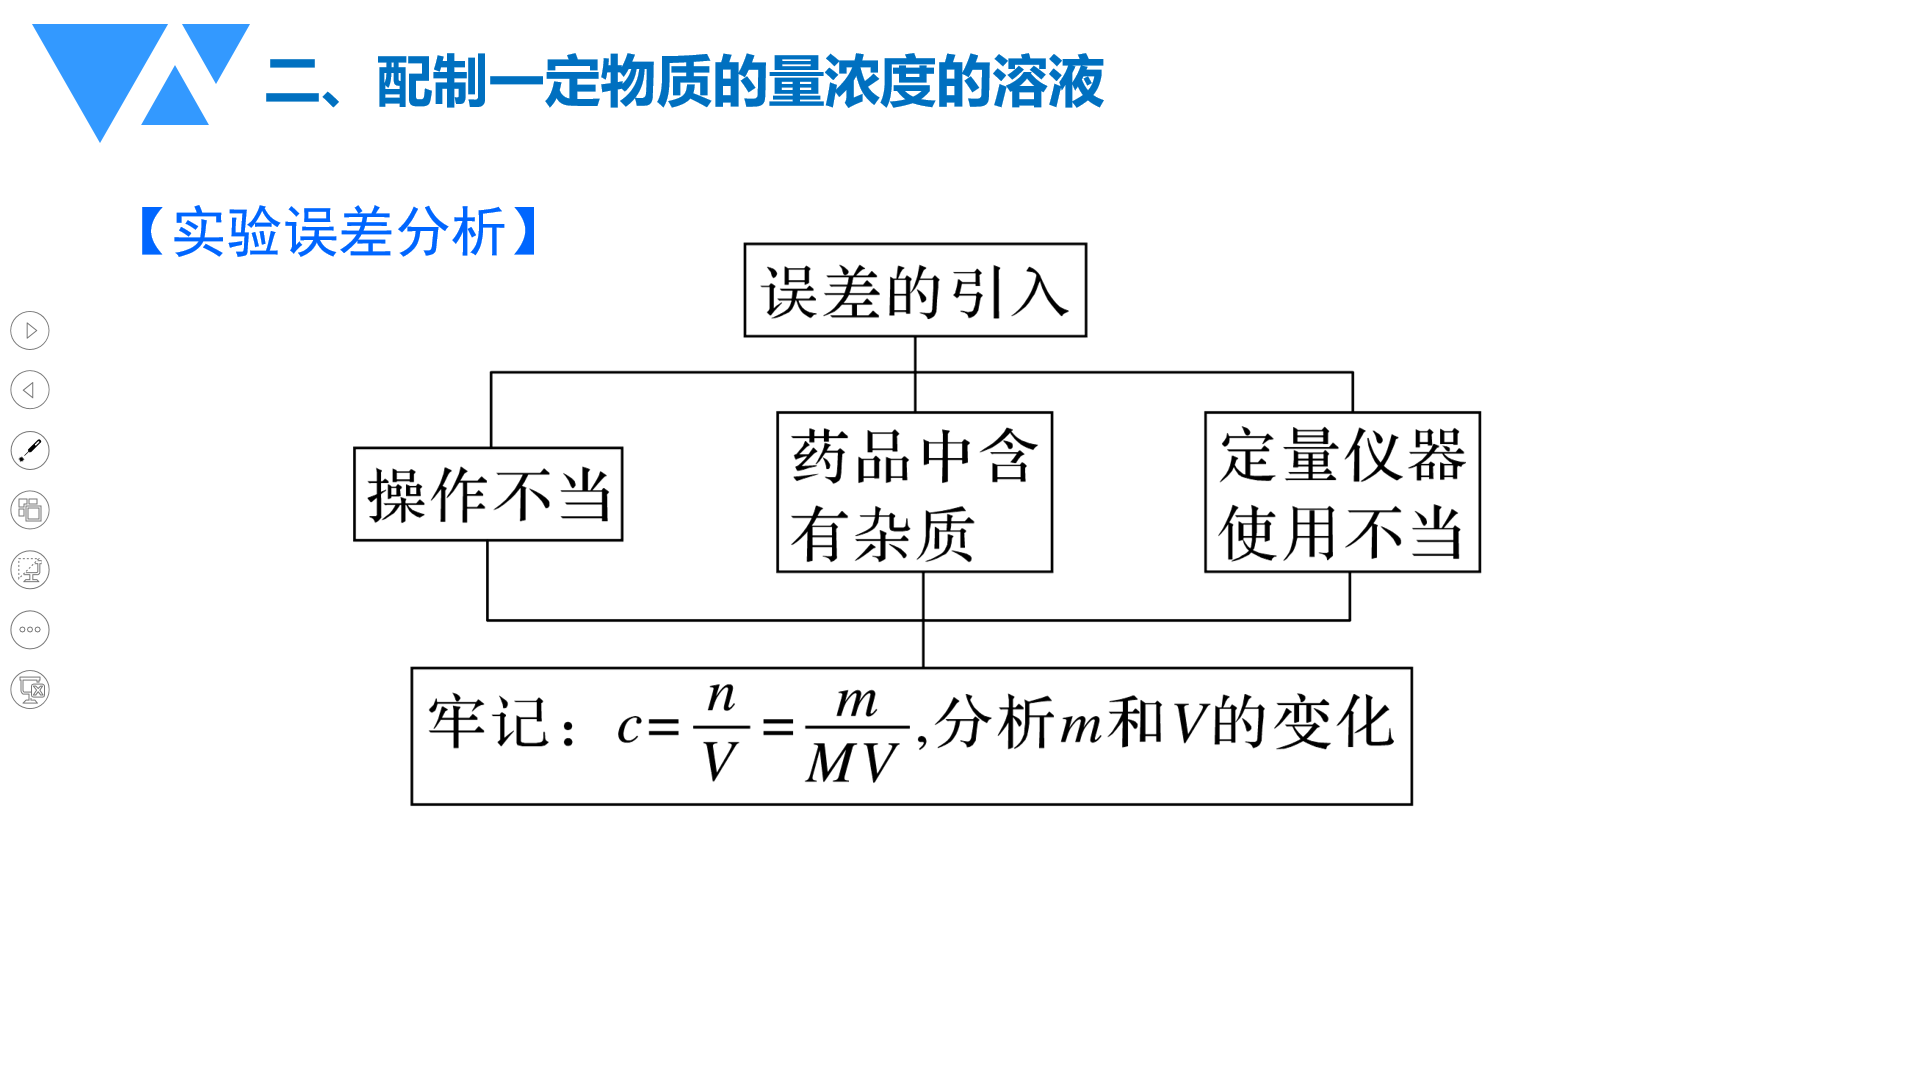 二、配制一定物质的量浓度的溶液
【实验误差分析】
误差的引入
操作不当
药品中含
有杂质
定量仪器
使用不当
牢记：c=n/V=m/MV,分析m和V的变化